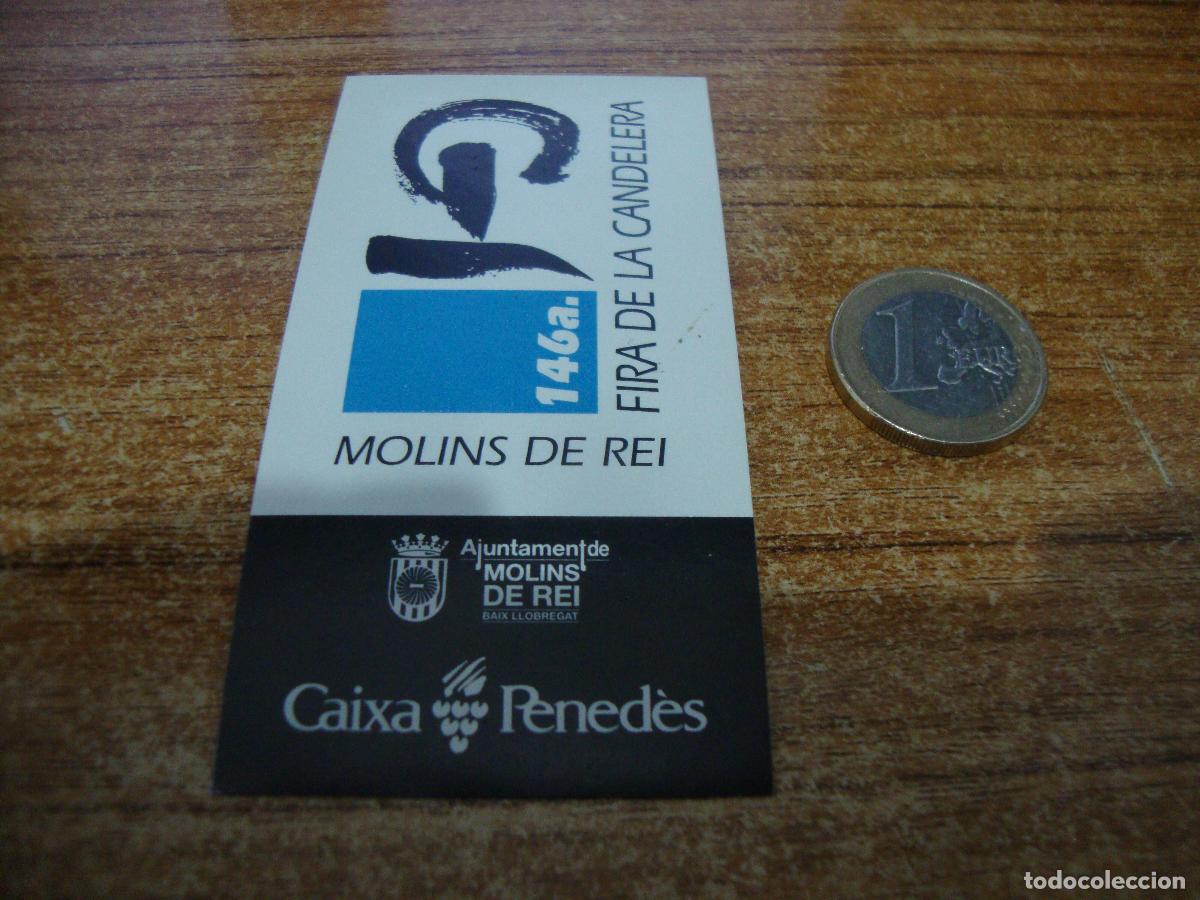 146a.
FIRA DE LA CANDELERA
MOLINS DE REI
Ajuntament de
MOLINS
DE REI
BAIX LLOBREGAT
Caixa Penedès
1
EURO
todocoleccion